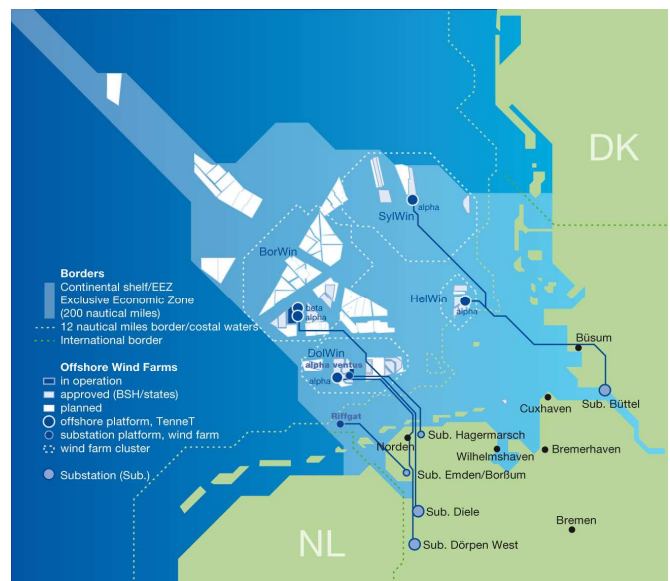 DK
alpha
SylWin
BorWin
HelWin
beta
alpha
Borders
Continental shelf/EEZ
Exclusive Economic Zone
(200 nautical miles)
12 nautical miles border/costal waters
International border
DolWin
alpha ventus
alpha
Büsum
Offshore Wind Farms
in operation
approved (BSH/states)
planned
offshore platform, TenneT
substation platform, wind farm
wind farm cluster
Substation (Sub.)
Sub. Büttel
Cuxhaven
Riffgat
Sub. Hagermarsch
Norden
Wilhelmshaven
Bremerhaven
Sub. Emden/Borßum
Sub. Diele
Bremen
Sub. Dörpen West
NL